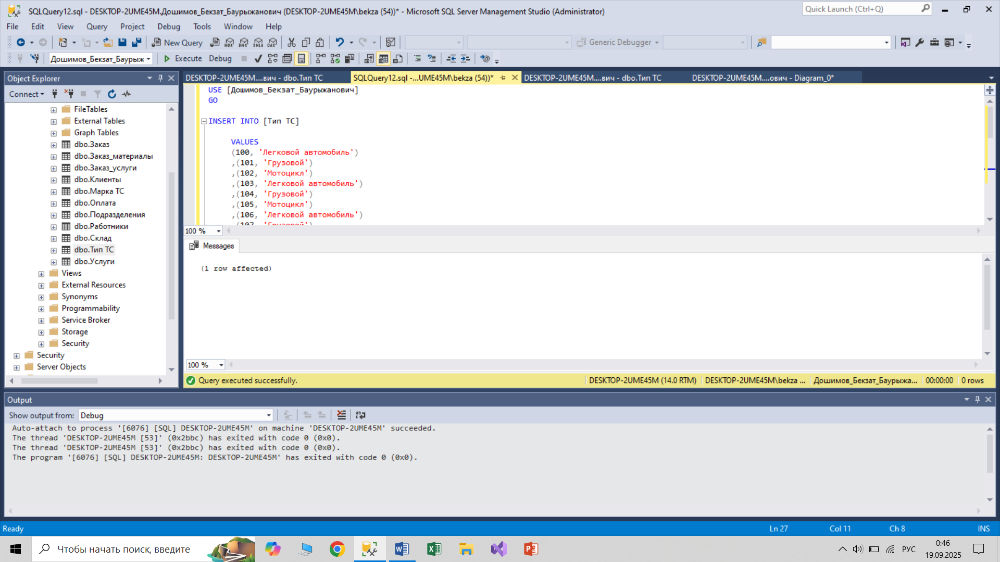 SQLQuery12.sql - DESKTOP-2UME45M.Дошимов_Бекзат_Баурыжанович (DESKTOP-2UME45M\bekza (54))* - Microsoft SQL Server Management Studio (Administrator)
Quick Launch (Ctrl+Q)
File Edit View Query Project Debug Tools Window Help
New Query
MDX DMX XMLA DAX
Generic Debugger
Дошимов_Бекзат_Баурыж
Execute Debug
Object Explorer
Connect
FileTables
External Tables
Graph Tables
dbo.Заказ
dbo.Заказ_материалы
dbo.Заказ_услуги
dbo.Клиенты
dbo.Марка ТС
dbo.Оплата
dbo.Подразделения
dbo.Работники
dbo.Склад
dbo.Тип ТС
dbo.Услуги
Views
External Resources
Synonyms
Programmability
Service Broker
Storage
Security
Security
Server Objects
DESKTOP-2UME45M....вич - dbo.Тип ТС
SQLQuery12.sql -...UME45M\bekza (54))*
DESKTOP-2UME45M....вич - dbo.Тип ТС
DESKTOP-2UME45M....ович - Diagram_0*
USE [Дошимов_Бекзат_Баурыжанович]
GO
INSERT INTO [Тип ТС]
VALUES
(100, 'Легковой автомобиль')
,(101, 'Грузовой')
,(102, 'Мотоцикл')
,(103, 'Легковой автомобиль')
,(104, 'Грузовой')
,(105, 'Мотоцикл')
,(106, 'Легковой автомобиль')
,(107, 'Грузовой')
100 %
Messages
(1 row affected)
100 %
Query executed successfully.
DESKTOP-2UME45M (14.0 RTM)
DESKTOP-2UME45M\bekza ...
Дошимов_Бекзат_Баурыжа...
00:00:00
0 rows
Output
Show output from: Debug
Auto-attach to process '[6076] [SQL] DESKTOP-2UME45M' on machine 'DESKTOP-2UME45M' succeeded.
The thread 'DESKTOP-2UME45M [53]' (0x2bbc) has exited with code 0 (0x0).
The thread 'DESKTOP-2UME45M [53]' (0x2bbc) has exited with code 0 (0x0).
The program '[6076] [SQL] DESKTOP-2UME45M: DESKTOP-2UME45M' has exited with code 0 (0x0).
Ready
Ln 27
Col 11
Ch 8
INS
Чтобы начать поиск, введите
РУС
0:46
19.09.2025